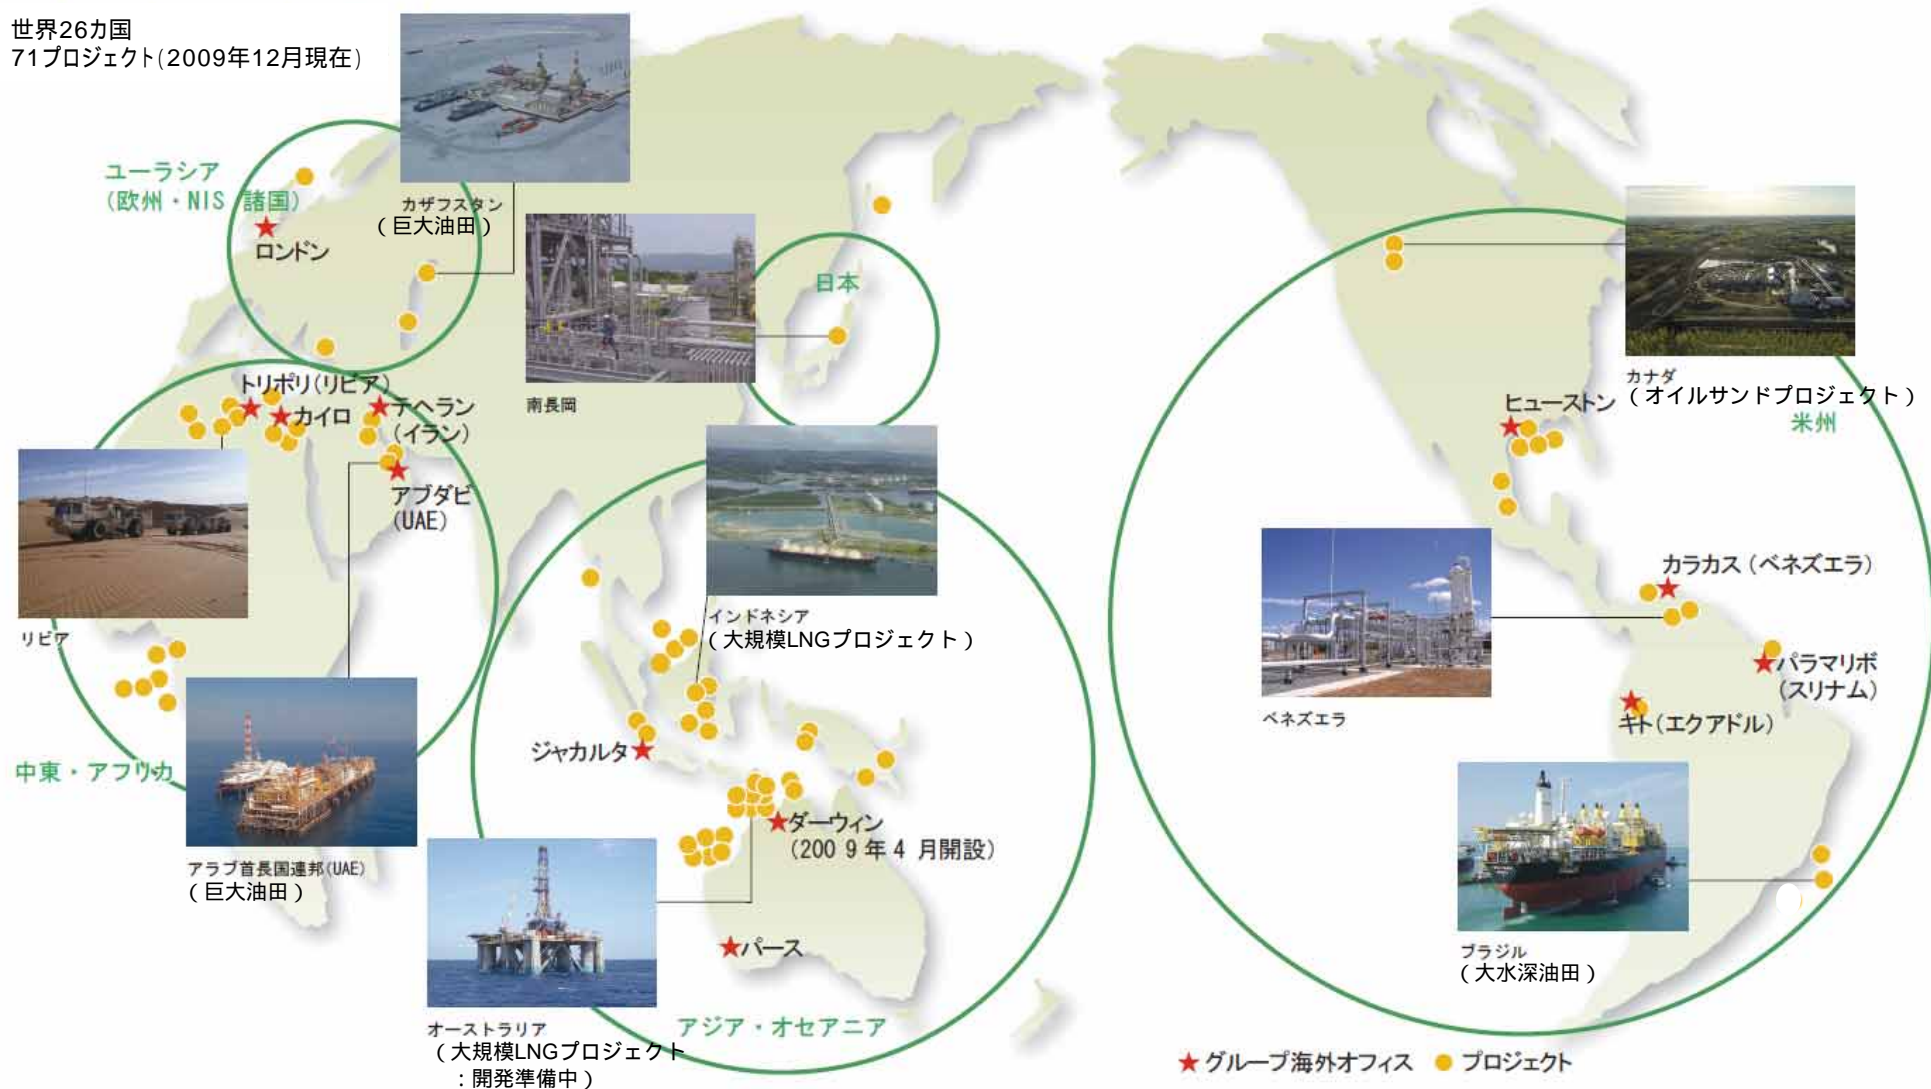 世界26カ国
71プロジェクト(2009年12月現在)
ユーラシア
(欧州・NIS 諸国)
ロンドン
カザフスタン
(巨大油田)
日本
南長岡
トリポリ(リビア)
カイロ
テヘラン
(イラン)
アブダビ
(UAE)
リビア
中東・アフリカ
アラブ首長国連邦(UAE)
(巨大油田)
インドネシア
(大規模LNGプロジェクト)
ジャカルタ
ダーウィン
(200 9 年 4 月開設)
パース
オーストラリア
(大規模LNGプロジェクト
:開発準備中)
アジア・オセアニア
カナダ
(オイルサンドプロジェクト)
米州
ヒューストン
カラカス(ベネズエラ)
ベネズエラ
パラマリボ
(スリナム)
キト(エクアドル)
ブラジル
(大水深油田)
グループ海外オフィス
プロジェクト